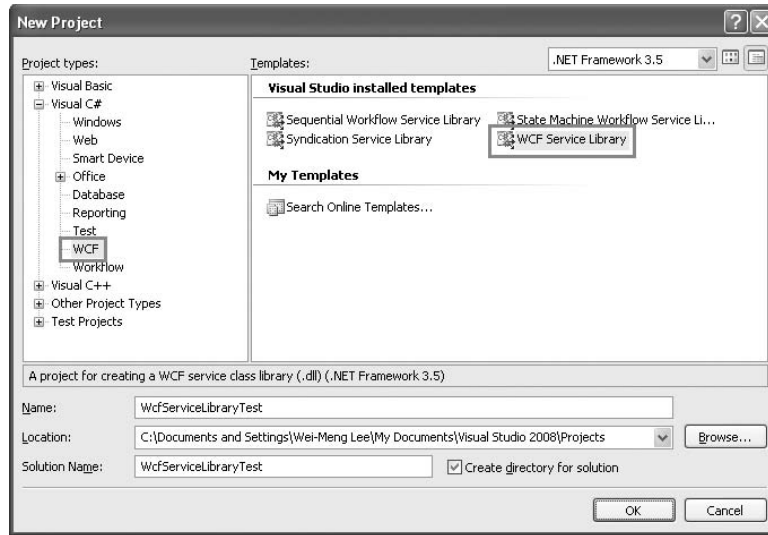 New Project
Project types:
Templates:
.NET Framework 3.5
Visual Basic
Visual C#
Windows
Web
Smart Device
Office
Database
Reporting
Test
WCF
Workflow
Visual C++
Other Project Types
Test Projects
Visual Studio installed templates
Sequential Workflow Service Library
State Machine Workflow Service Li...
Syndication Service Library
WCF Service Library
My Templates
Search Online Templates...
A project for creating a WCF service class library (.dll) (.NET Framework 3.5)
Name:
WcfServiceLibraryTest
Location:
C:\Documents and Settings\Wei-Meng Lee\My Documents\Visual Studio 2008\Projects
Browse...
Solution Name:
WcfServiceLibraryTest
Create directory for solution
OK
Cancel